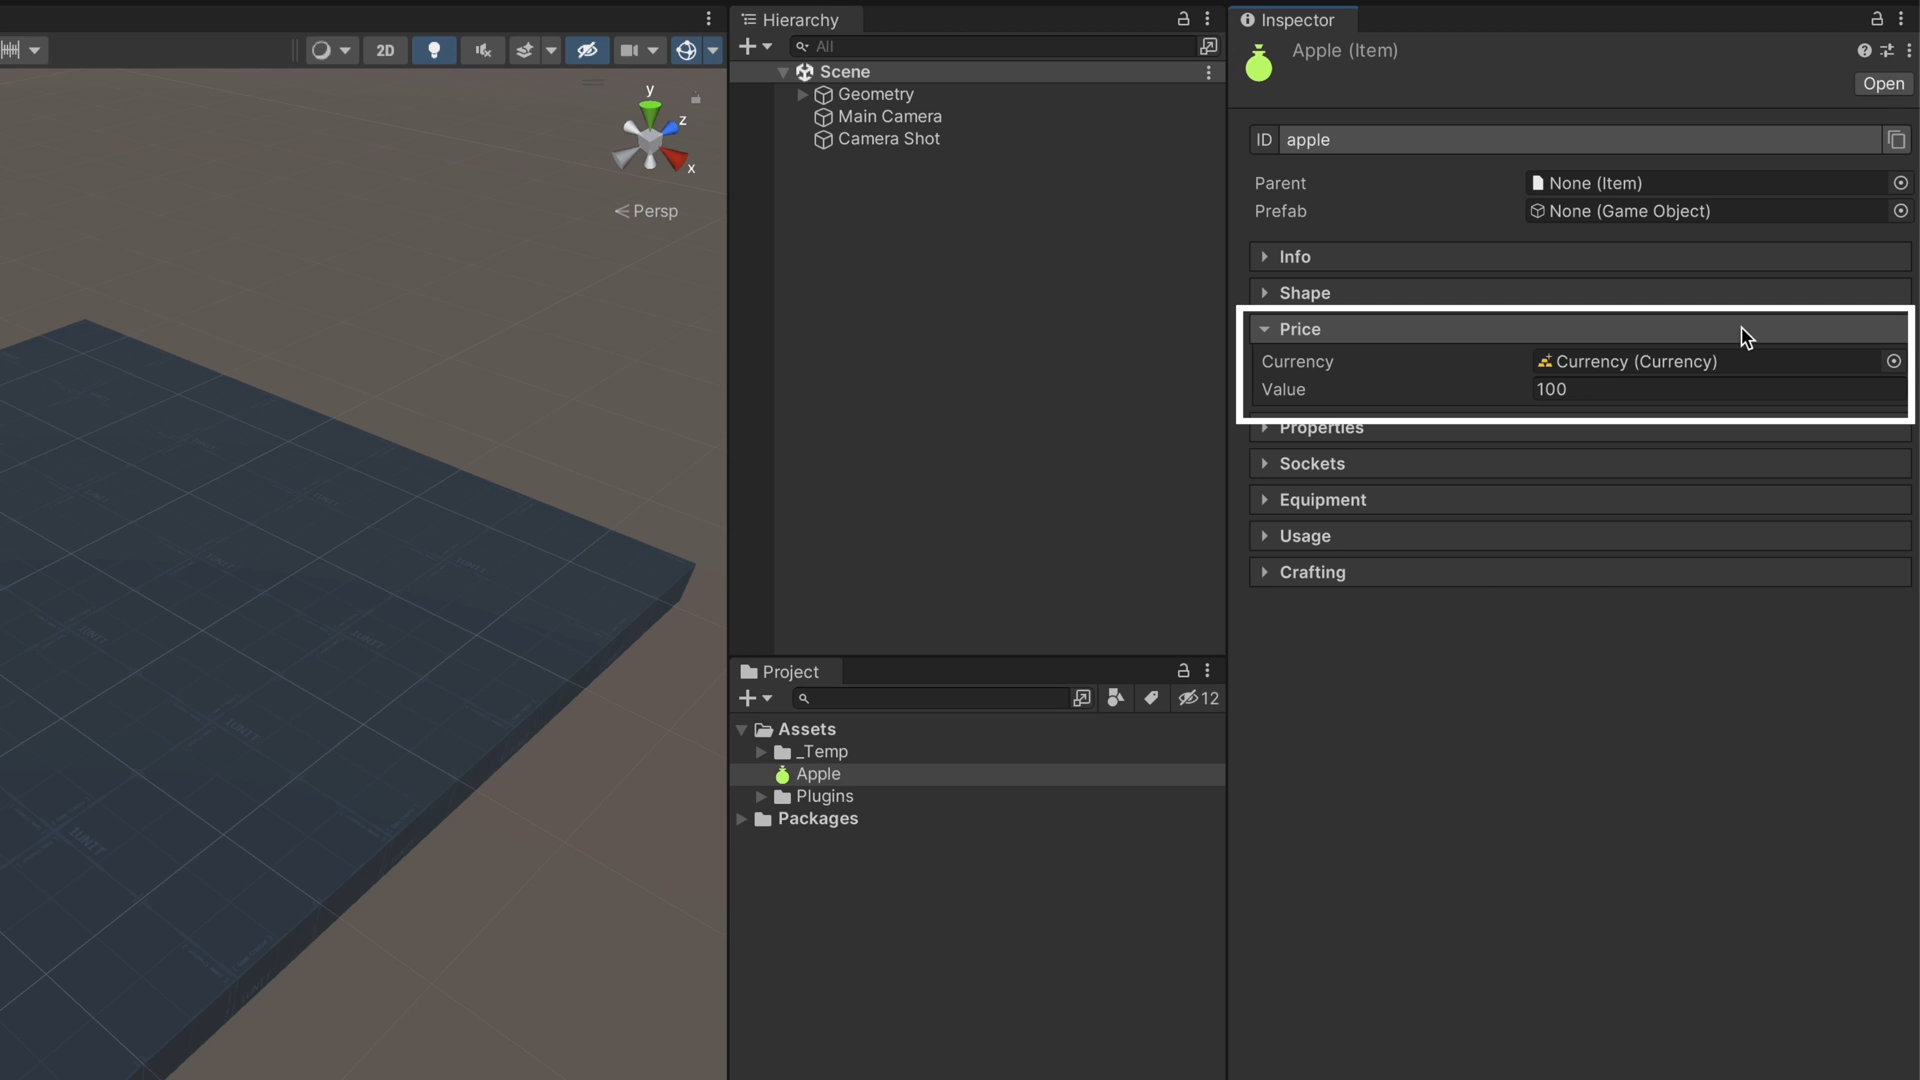 2D
y
z
x
Persp
1UNIT
Hierarchy
All
Scene
Geometry
Main Camera
Camera Shot
Project
12
Assets
_Temp
Apple
Plugins
Packages
Inspector
Apple (Item)
Open
ID apple
Parent None (Item)
Prefab None (Game Object)
Info
Shape
Price
Currency Currency (Currency)
Value 100
Properties
Sockets
Equipment
Usage
Crafting